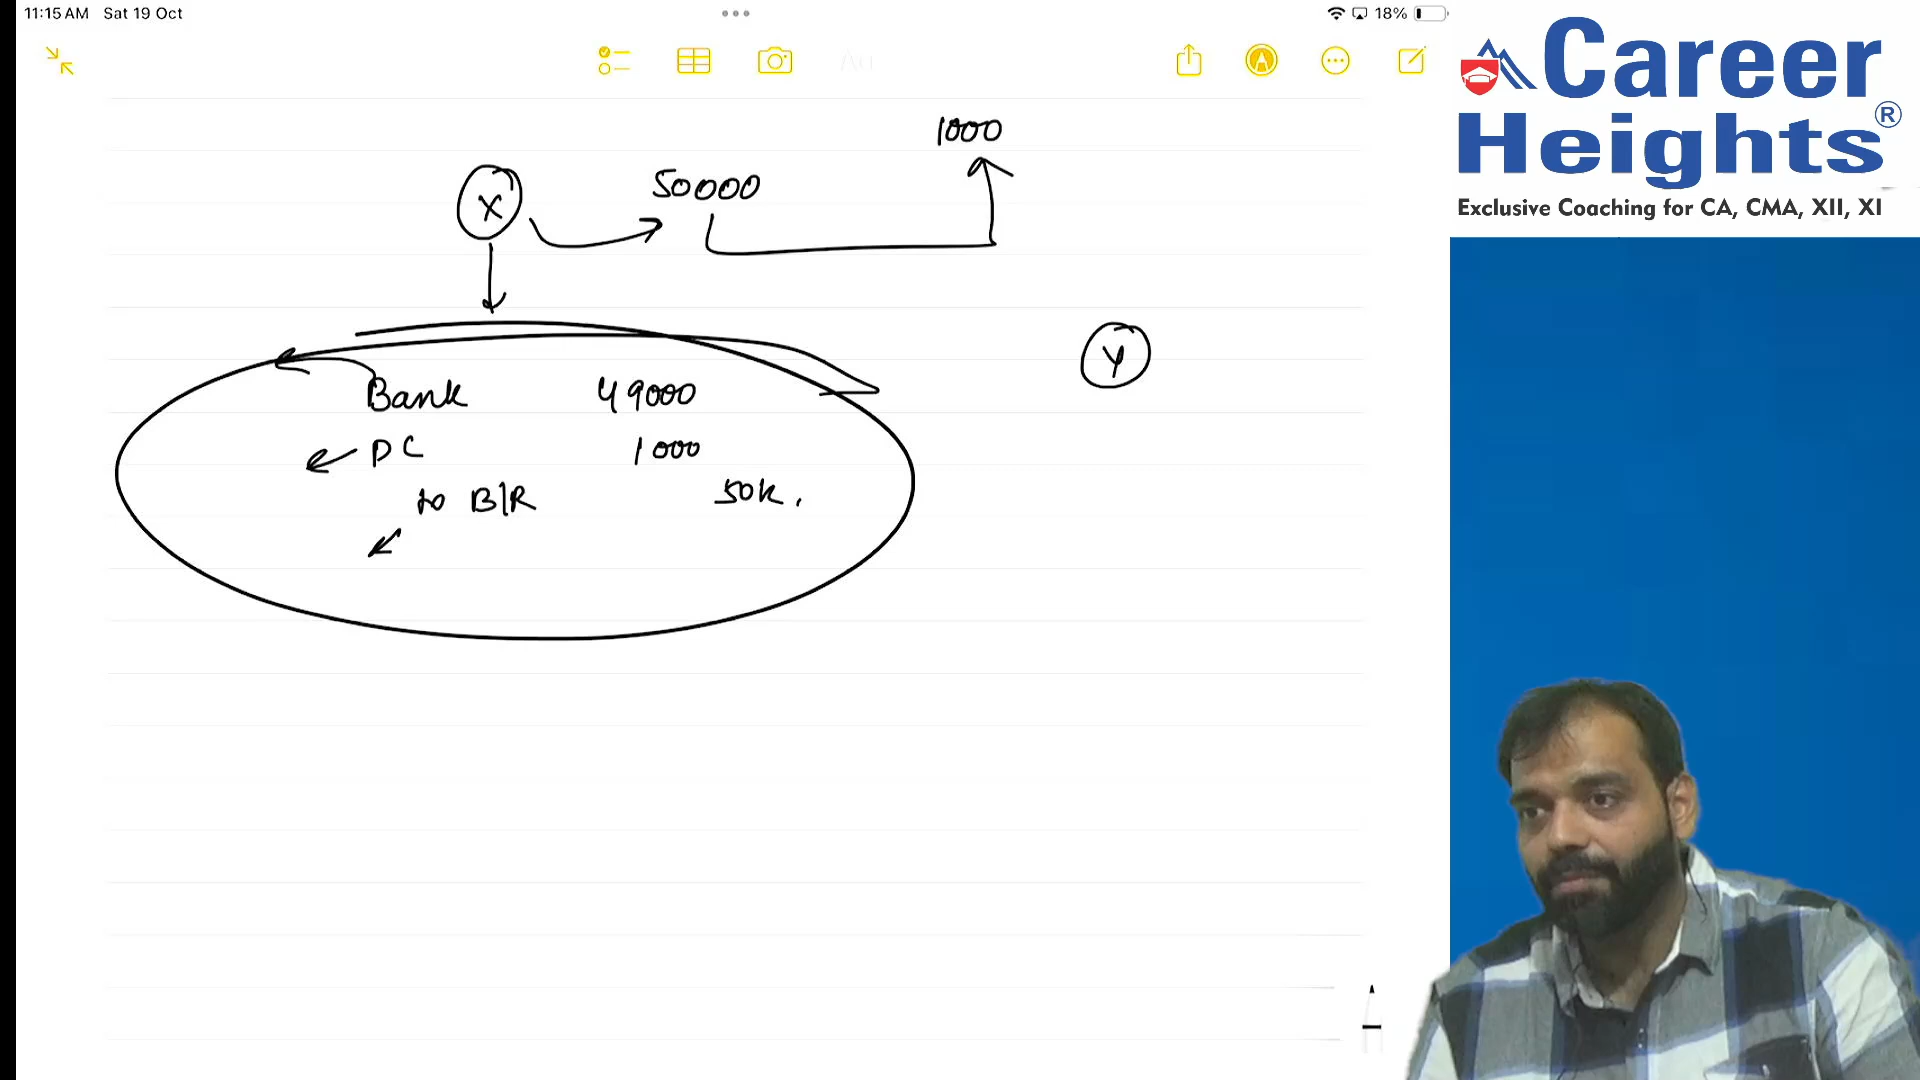 11:15 AM Sat 19 Oct
18%
Career
Heights®
Exclusive Coaching for CA, CMA, XII, XI
1000
X 50000
Y
Bank 49000
DC 1000
to B/R 50k.